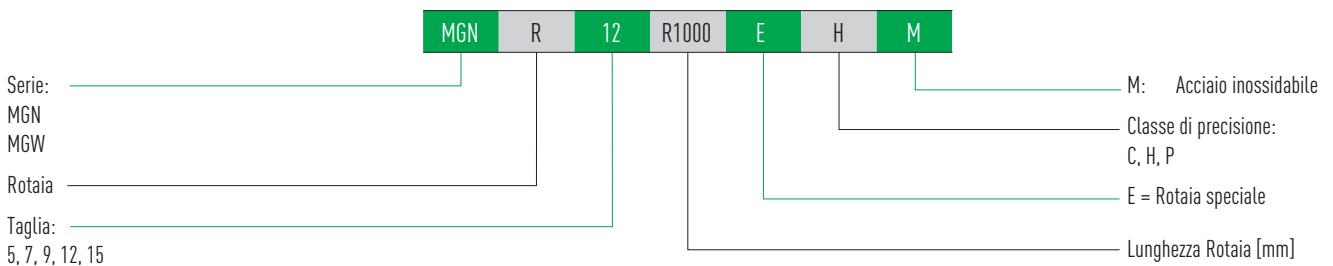 MGN R 12 R1000 E H M
Serie:
MGN
MGW
Rotaia
Taglia:
5, 7, 9, 12, 15
M: Acciaio inossidabile
Classe di precisione:
C, H, P
E = Rotaia speciale
Lunghezza Rotaia [mm]